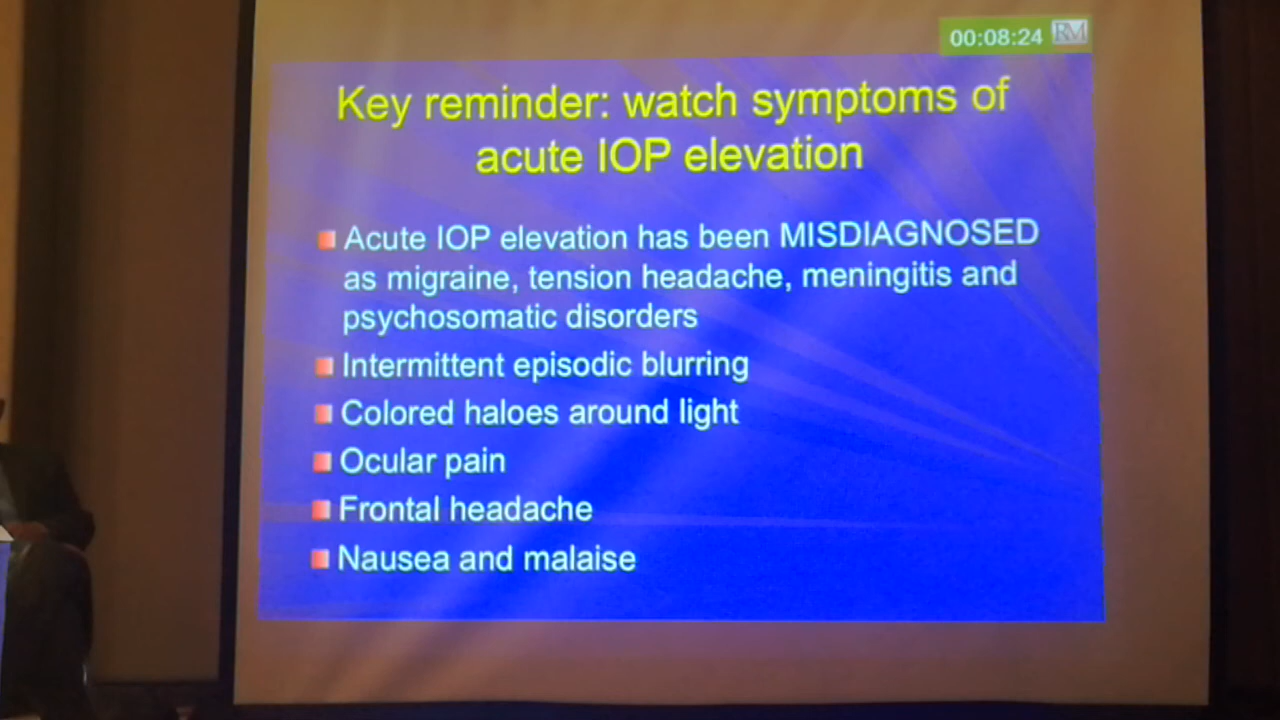 00:08:24 RM
Key reminder: watch symptoms of
acute IOP elevation
Acute IOP elevation has been MISDIAGNOSED
as migraine, tension headache, meningitis and
psychosomatic disorders
Intermittent episodic blurring
Colored haloes around light
Ocular pain
Frontal headache
Nausea and malaise